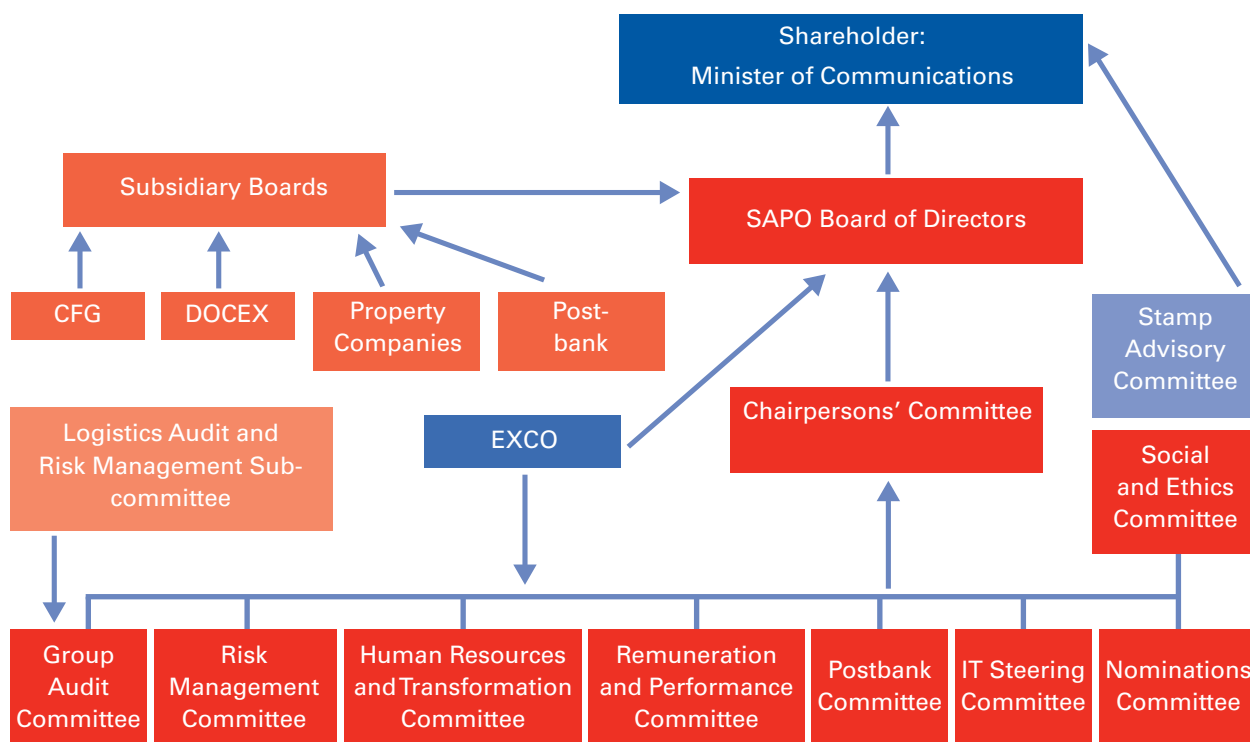 Shareholder:
Minister of Communications
Subsidiary Boards
SAPO Board of Directors
CFG
DOCEX
Property
Companies
Post-
bank
Stamp
Advisory
Committee
Chairpersons’ Committee
Logistics Audit and
Risk Management Sub-
committee
EXCO
Social
and Ethics
Committee
Group
Audit
Committee
Risk
Management
Committee
Human Resources
and Transformation
Committee
Remuneration
and Performance
Committee
Postbank
Committee
IT Steering
Committee
Nominations
Committee